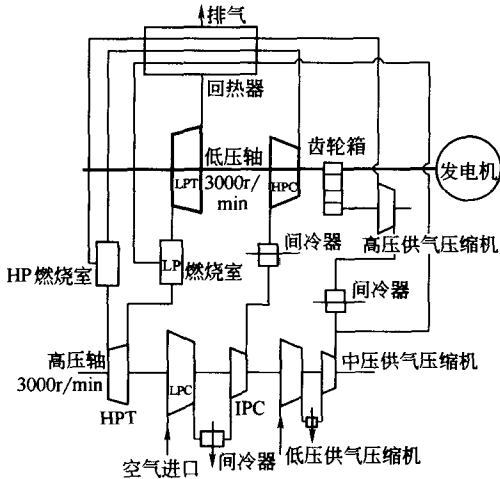 排气
回热器
齿轮箱
低压轴
3000r/
min
LPT
HPC
发电机
高压供气压缩机
间冷器
HP燃烧室
LP
燃烧室
间冷器
高压轴
3000r/min
HPT
LPC
IPC
中压供气压缩机
空气进口
间冷器
低压供气压缩机